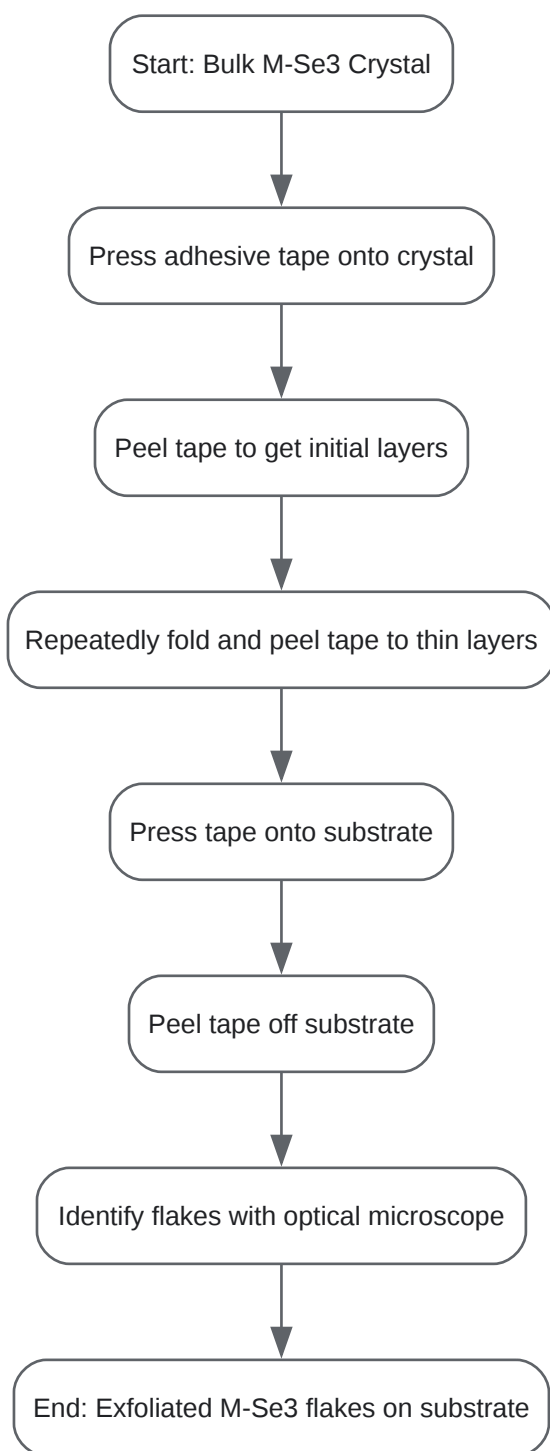 Start: Bulk M-Se3 Crystal
Press adhesive tape onto crystal
Peel tape to get initial layers
Repeatedly fold and peel tape to thin layers
Press tape onto substrate
Peel tape off substrate
Identify flakes with optical microscope
End: Exfoliated M-Se3 flakes on substrate